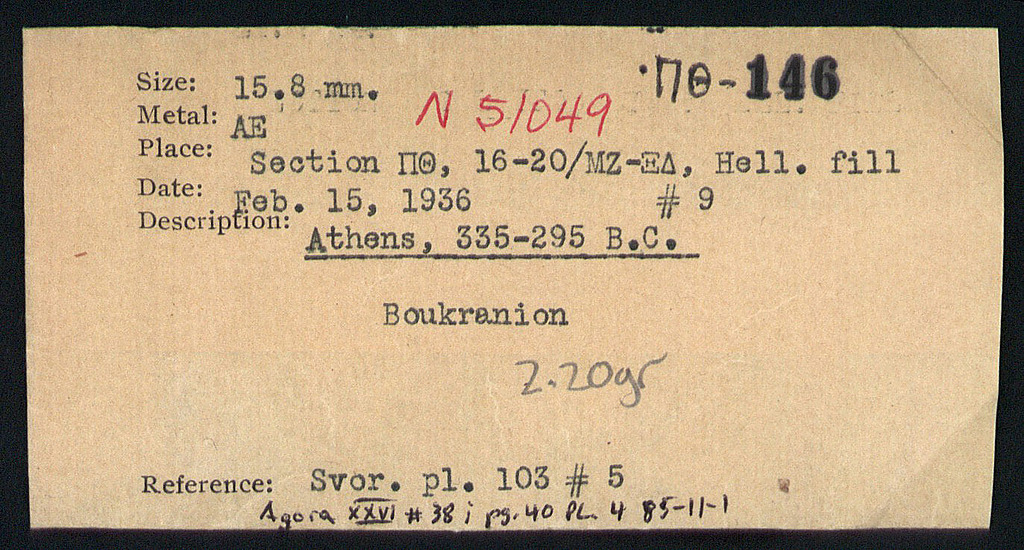 ΠΘ-146
Size: 15.8 mm.
N 51049
Metal: AE
Place: Section ΠΘ, 16-20/ΜΖ-ΞΔ, Hell. fill
Date: Feb. 15, 1936 # 9
Description: Athens, 335-295 B.C.
Boukranion
2.20gr
Reference: Svor. pl. 103 # 5
Agora XXVI # 38 i pg. 40 PL. 4 85-11-1